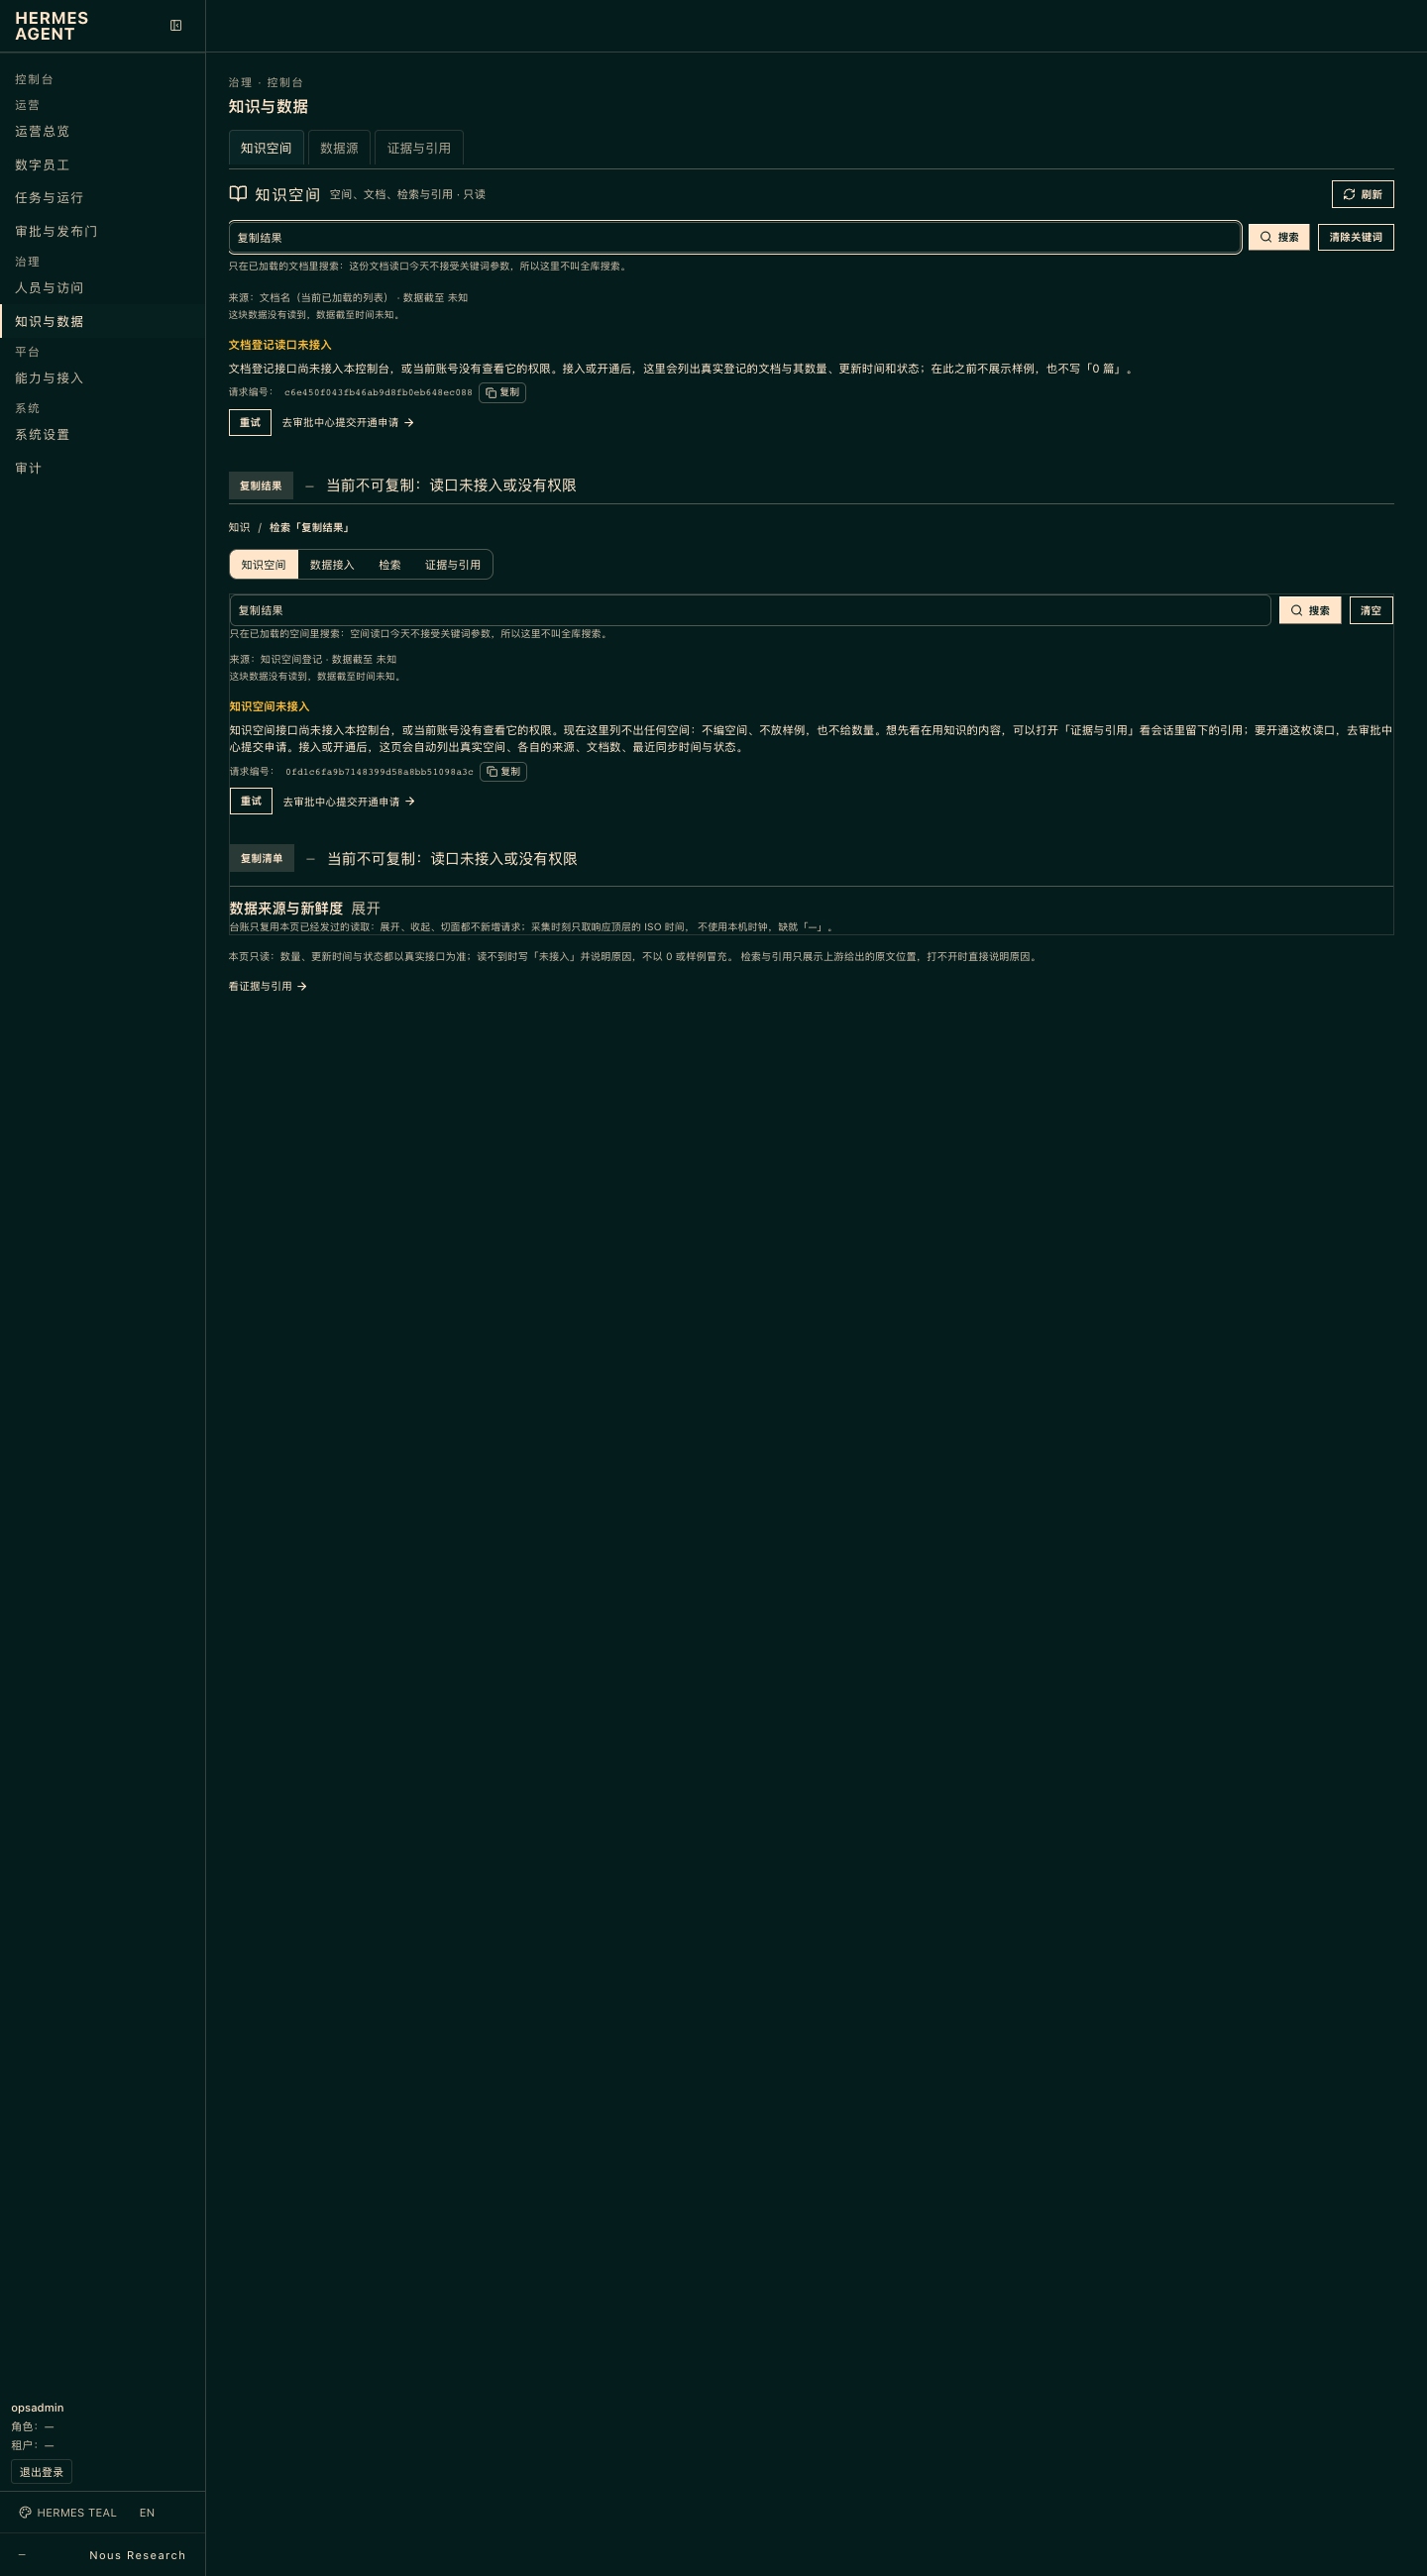 HERMES
AGENT
控制台
运营
运营总览
数字员工
任务与运行
审批与发布门
治理
人员与访问
知识与数据
平台
能力与接入
系统
系统设置
审计
治理 · 控制台
知识与数据
知识空间 数据源 证据与引用
知识空间 空间、文档、检索与引用 · 只读 刷新
复制结果 搜索 清除关键词
只在已加载的文档里搜索：这份文档读口今天不接受关键词参数，所以这里不叫全库搜索。
来源：文档名（当前已加载的列表） · 数据截至 未知
这块数据没有读到，数据截至时间未知。
文档登记读口未接入
文档登记接口尚未接入本控制台，或当前账号没有查看它的权限。接入或开通后，这里会列出真实登记的文档与其数量、更新时间和状态；在此之前不展示样例，也不写「0 篇」。
请求编号： c6e450f043fb46ab9d8fb0eb648ec088 复制
重试 去审批中心提交开通申请 →
复制结果 — 当前不可复制：读口未接入或没有权限
知识 / 检索「复制结果」
知识空间 数据接入 检索 证据与引用
复制结果 搜索 清空
只在已加载的空间里搜索：空间读口今天不接受关键词参数，所以这里不叫全库搜索。
来源：知识空间登记 · 数据截至 未知
这块数据没有读到，数据截至时间未知。
知识空间未接入
知识空间接口尚未接入本控制台，或当前账号没有查看它的权限。现在这里列不出任何空间：不编空间、不放样例，也不给数量。想先看在用知识的内容，可以打开「证据与引用」看会话里留下的引用；要开通这枚读口，去审批中
心提交申请。接入或开通后，这页会自动列出真实空间、各自的来源、文档数、最近同步时间与状态。
请求编号： 0fd1c6fa9b7148399d58a8bb51098a3c 复制
重试 去审批中心提交开通申请 →
复制清单 — 当前不可复制：读口未接入或没有权限
数据来源与新鲜度 展开
台账只复用本页已经发过的读取：展开、收起、切面都不新增请求；采集时刻只取响应顶层的 ISO 时间， 不使用本机时钟，缺就「—」。
本页只读：数量、更新时间与状态都以真实接口为准；读不到时写「未接入」并说明原因，不以 0 或样例冒充。 检索与引用只展示上游给出的原文位置，打不开时直接说明原因。
看证据与引用 →
opsadmin
角色：—
租户：—
退出登录
HERMES TEAL EN
— Nous Research